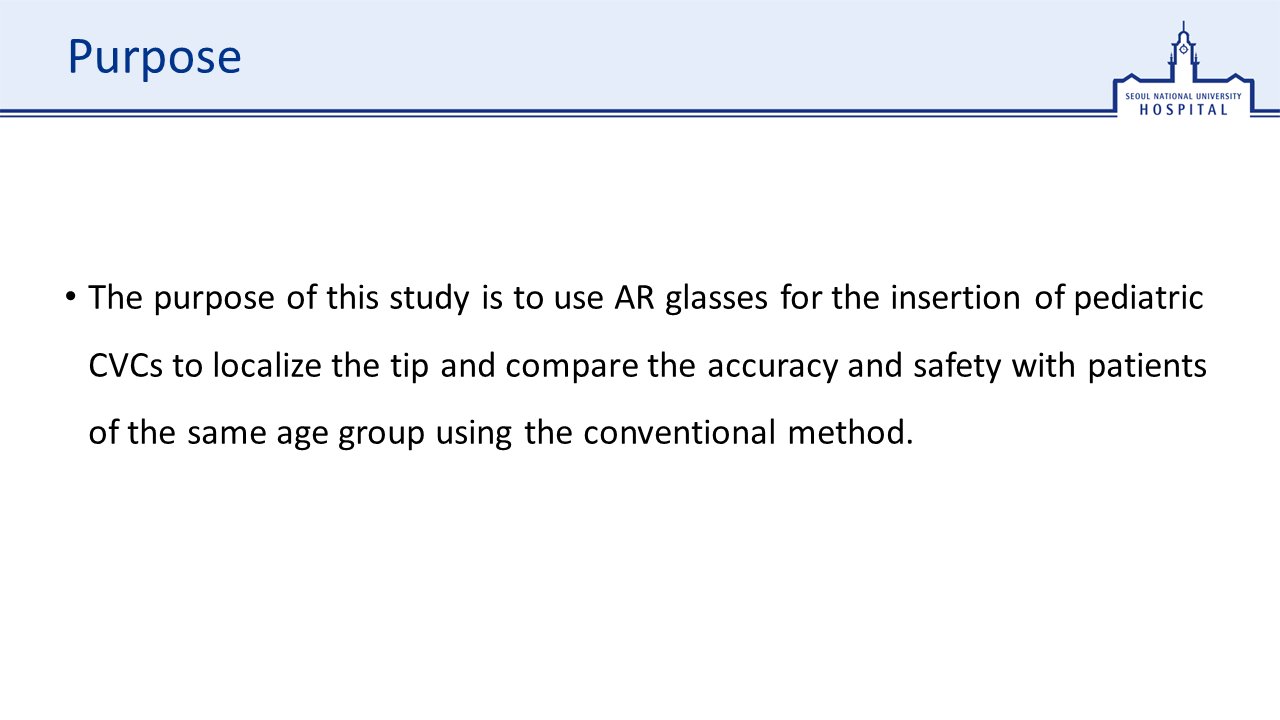 Purpose
SEOUL NATIONAL UNIVERSITY
HOSPITAL
• The purpose of this study is to use AR glasses for the insertion of pediatric
CVCs to localize the tip and compare the accuracy and safety with patients
of the same age group using the conventional method.